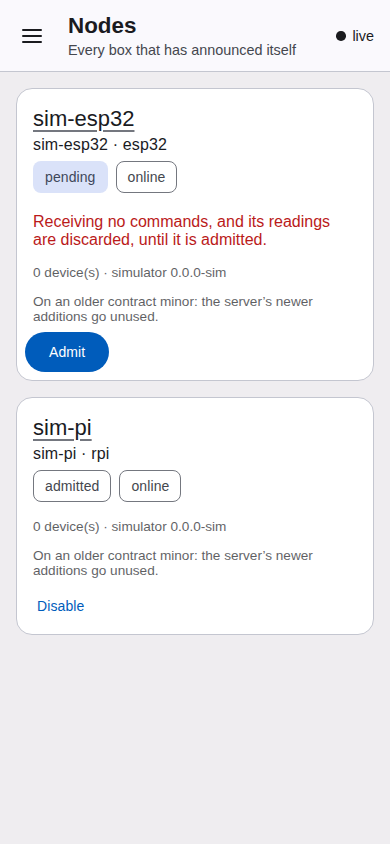 Nodes
Every box that has announced itself
live
sim-esp32
sim-esp32 · esp32
pending
online
Receiving no commands, and its readings
are discarded, until it is admitted.
0 device(s) · simulator 0.0.0-sim
On an older contract minor: the server’s newer
additions go unused.
Admit
sim-pi
sim-pi · rpi
admitted
online
0 device(s) · simulator 0.0.0-sim
On an older contract minor: the server’s newer
additions go unused.
Disable